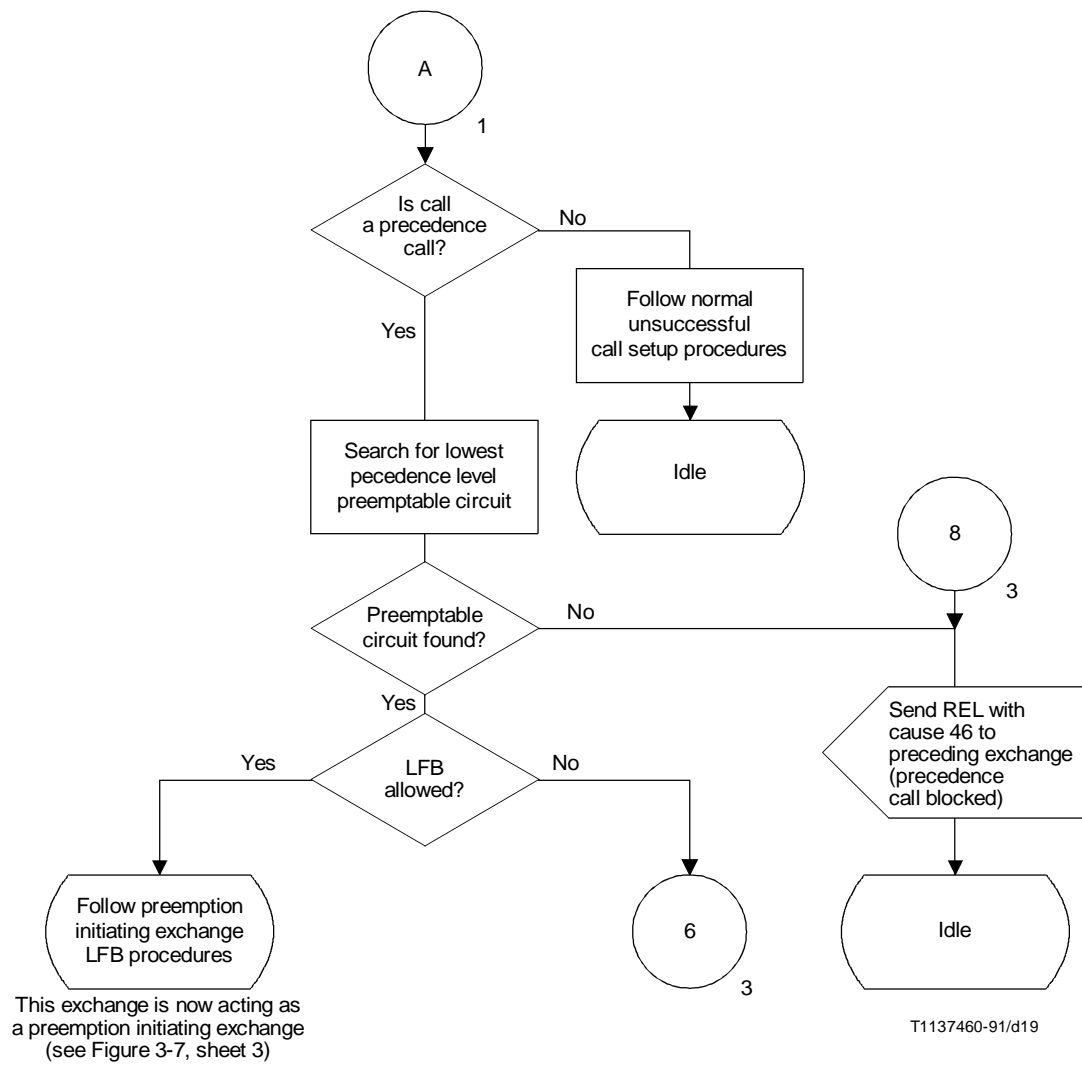 A
1
Is call
a precedence
call?
No
Yes
Follow normal
unsuccessful
call setup procedures
Search for lowest
pecedence level
preemptable circuit
Idle
8
3
Preemptable
circuit found?
No
Yes
Send REL with
cause 46 to
preceding exchange
(precedence
call blocked)
LFB
allowed?
Yes
No
Follow preemption
initiating exchange
LFB procedures
6
3
Idle
This exchange is now acting as
a preemption initiating exchange
(see Figure 3-7, sheet 3)
T1137460-91/d19